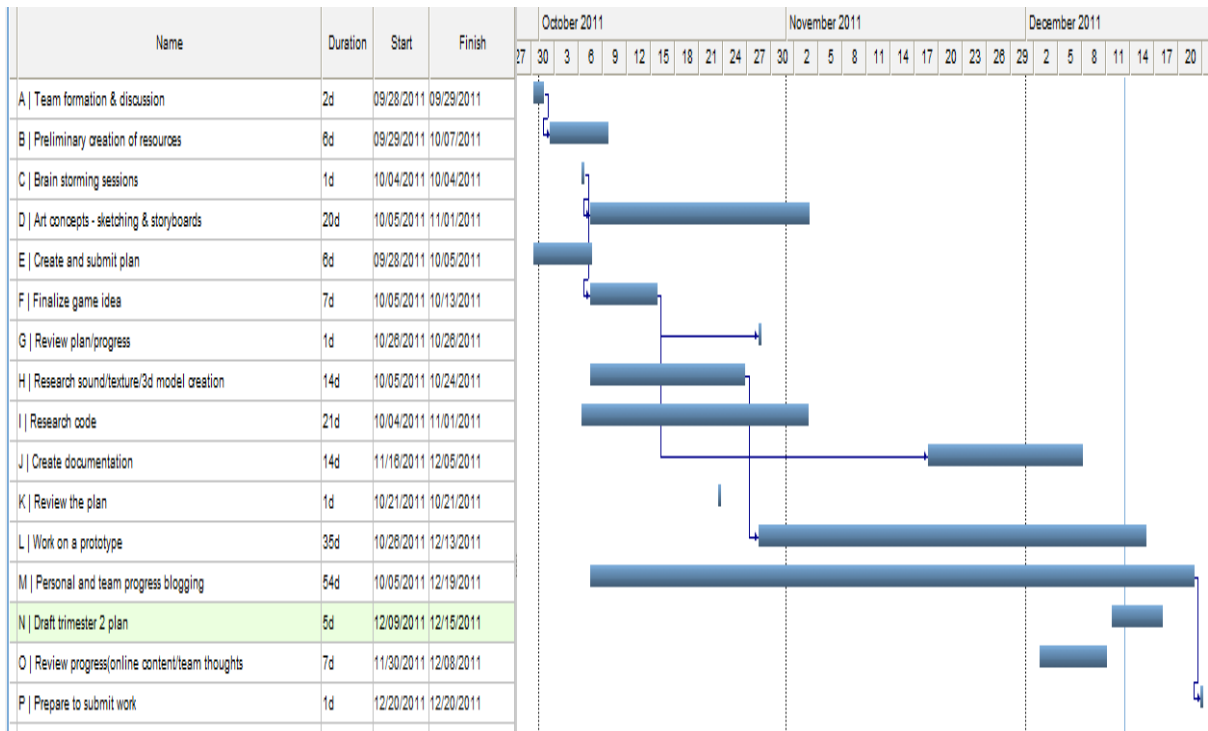 October 2011 November 2011 December 2011
Name Duration Start Finish
27 30 3 6 9 12 15 18 21 24 27 30 2 5 8 11 14 17 20 23 26 29 2 5 8 11 14 17 20
A | Team formation & discussion 2d 09/28/2011 09/29/2011
B | Preliminary creation of resources 6d 09/29/2011 10/07/2011
C | Brain storming sessions 1d 10/04/2011 10/04/2011
D | Art concepts - sketching & storyboards 20d 10/05/2011 11/01/2011
E | Create and submit plan 6d 09/28/2011 10/05/2011
F | Finalize game idea 7d 10/05/2011 10/13/2011
G | Review plan/progress 1d 10/26/2011 10/26/2011
H | Research sound/texture/3d model creation 14d 10/05/2011 10/24/2011
I | Research code 21d 10/04/2011 11/01/2011
J | Create documentation 14d 11/16/2011 12/05/2011
K | Review the plan 1d 10/21/2011 10/21/2011
L | Work on a prototype 35d 10/26/2011 12/13/2011
M | Personal and team progress blogging 54d 10/05/2011 12/19/2011
N | Draft trimester 2 plan 5d 12/09/2011 12/15/2011
O | Review progress(online content/team thoughts 7d 11/30/2011 12/08/2011
P | Prepare to submit work 1d 12/20/2011 12/20/2011